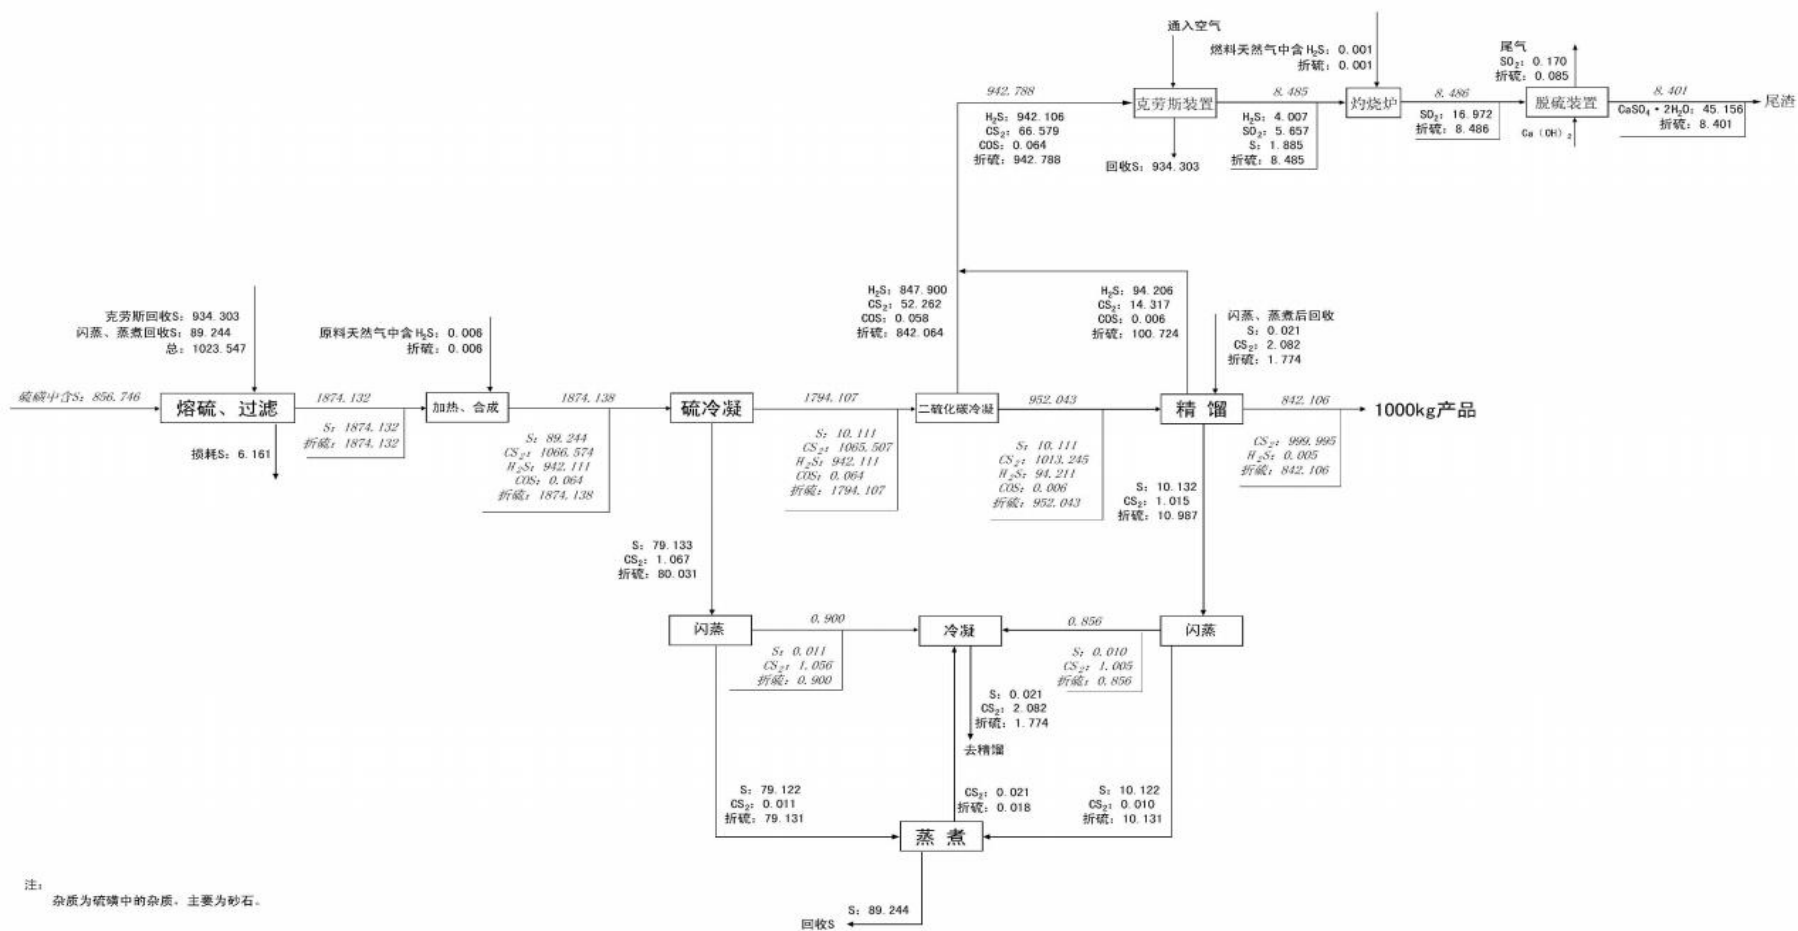 通入空气
燃料天然气中含H₂S：0.001
折硫：0.001
尾气
SO₂：0.170
折硫：0.085
942.788
克劳斯装置
8.485
灼烧炉
8.486
脱硫装置
8.401
尾渣
H₂S：942.106
CS₂：66.579
COS：0.064
折硫：942.788
H₂S：4.007
SO₂：5.657
S：1.885
折硫：8.485
SO₂：16.972
折硫：8.486
Ca（OH）₂
CaSO₄·2H₂O：45.156
折硫：8.401
回收S：934.303
克劳斯回收S：934.303
闪蒸、蒸煮回收S：89.244
总：1023.547
原料天然气中含H₂S：0.006
折硫：0.006
H₂S：847.900
CS₂：52.262
COS：0.058
折硫：842.064
H₂S：94.206
CS₂：14.317
COS：0.006
折硫：100.724
闪蒸、蒸煮后回收
S：0.021
CS₂：2.082
折硫：1.774
硫磺中含S：856.746
熔硫、过滤
1874.132
加热、合成
1874.138
硫冷凝
1794.107
二硫化碳冷凝
952.043
精馏
842.106
1000kg产品
损耗S：6.161
S：1874.132
折硫：1874.132
S：89.244
CS₂：1066.574
H₂S：942.111
COS：0.064
折硫：1874.138
S：10.111
CS₂：1065.507
H₂S：942.111
COS：0.064
折硫：1794.107
S：10.111
CS₂：1013.245
H₂S：94.211
COS：0.006
折硫：952.043
S：10.132
CS₂：1.015
折硫：10.987
CS₂：999.995
H₂S：0.005
折硫：842.106
S：79.133
CS₂：1.067
折硫：80.031
闪蒸
0.900
冷凝
0.856
闪蒸
S：0.011
CS₂：1.056
折硫：0.900
S：0.010
CS₂：1.005
折硫：0.856
S：0.021
CS₂：2.082
折硫：1.774
去精馏
S：79.122
CS₂：0.011
折硫：79.131
CS₂：0.021
折硫：0.018
S：10.122
CS₂：0.010
折硫：10.131
蒸煮
S：89.244
回收S
注：
杂质为硫磺中的杂质、主要为砂石。